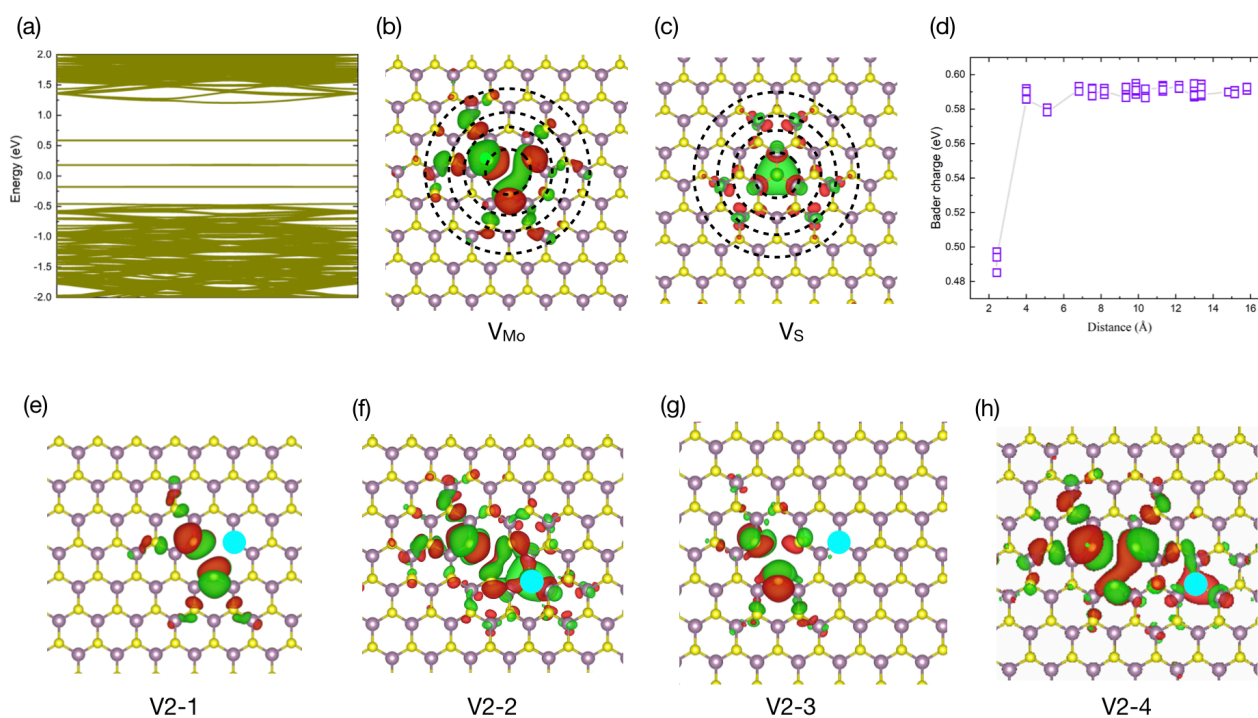 (a)
2.0
1.5
1.0
0.5
0.0
-0.5
-1.0
-1.5
-2.0
Energy (eV)
(b)
V_Mo
(c)
V_S
(d)
0.60
0.58
0.56
0.54
0.52
0.50
0.48
Bader charge (eV)
2 4 6 8 10 12 14 16
Distance (Å)
(e)
V2-1
(f)
V2-2
(g)
V2-3
(h)
V2-4